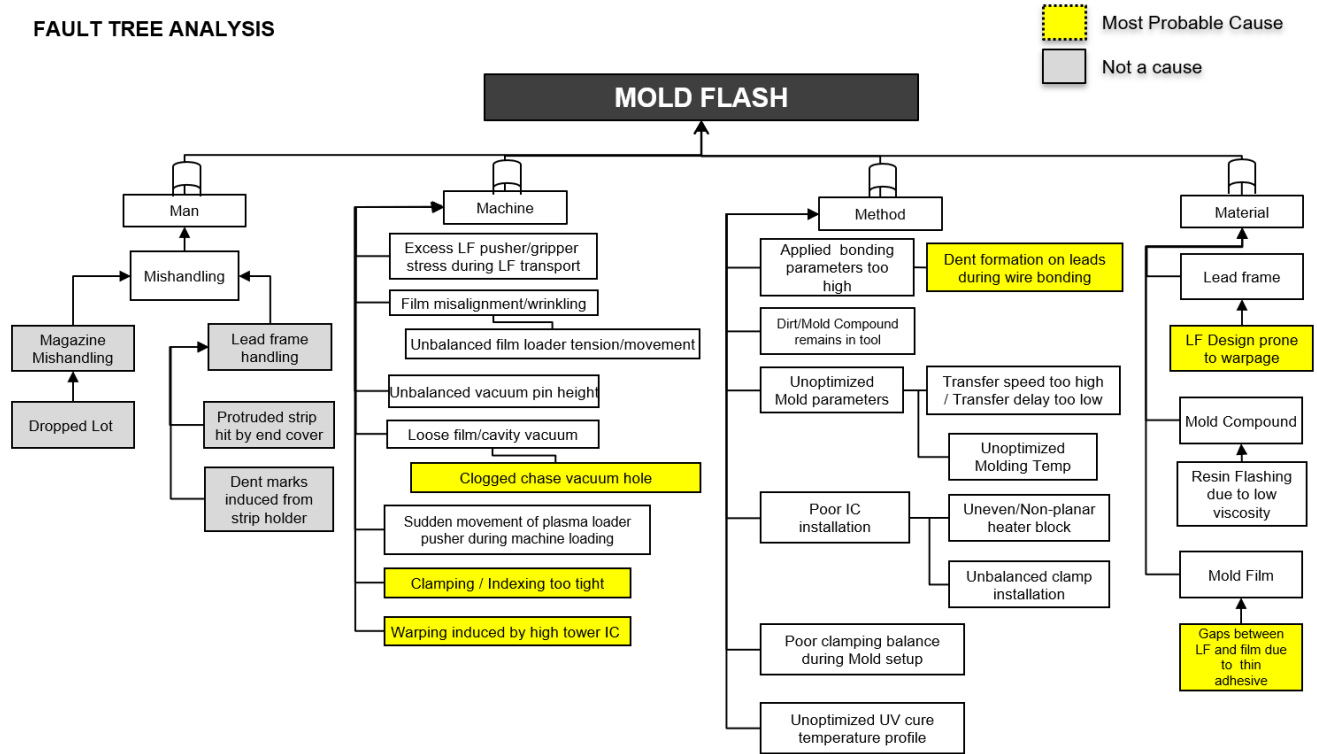 FAULT TREE ANALYSIS
Most Probable Cause
Not a cause
MOLD FLASH
Man
Mishandling
Magazine
Mishandling
Dropped Lot
Lead frame
handling
Protruded strip
hit by end cover
Dent marks
induced from
strip holder
Machine
Excess LF pusher/gripper
stress during LF transport
Film misalignment/wrinkling
Unbalanced film loader tension/movement
Unbalanced vacuum pin height
Loose film/cavity vacuum
Clogged chase vacuum hole
Sudden movement of plasma loader
pusher during machine loading
Clamping / Indexing too tight
Warping induced by high tower IC
Method
Applied bonding
parameters too
high
Dent formation on leads
during wire bonding
Dirt/Mold Compound
remains in tool
Unoptimized
Mold parameters
Transfer speed too high
/ Transfer delay too low
Unoptimized
Molding Temp
Poor IC
installation
Uneven/Non-planar
heater block
Unbalanced clamp
installation
Poor clamping balance
during Mold setup
Unoptimized UV cure
temperature profile
Material
Lead frame
LF Design prone
to warpage
Mold Compound
Resin Flashing
due to low
viscosity
Mold Film
Gaps between
LF and film due
to thin
adhesive